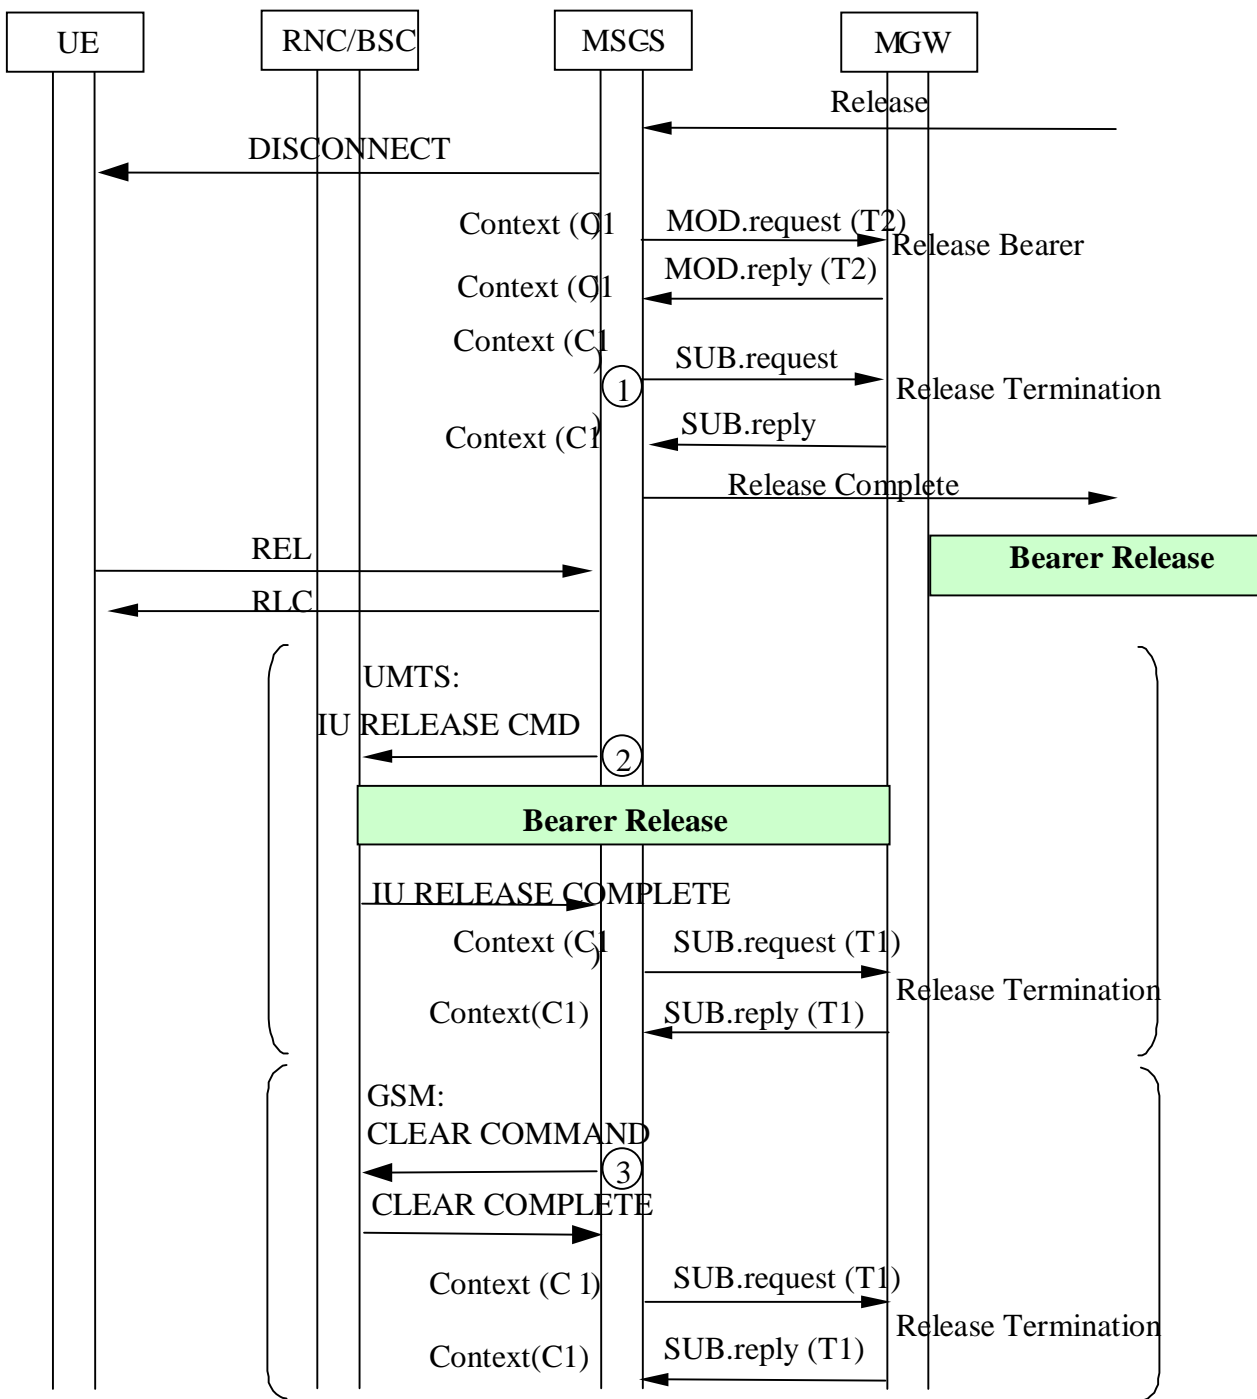 UE
RNC/BSC
MSC-S
MGW
Release
DISCONNECT
Context (C1)
MOD.request (T2)
Release Bearer
Context (C1)
MOD.reply (T2)
Context (C1)
SUB.request
1
Release Termination
Context (C1)
SUB.reply
Release Complete
REL
Bearer Release
RLC
UMTS:
IU RELEASE CMD
2
Bearer Release
IU RELEASE COMPLETE
Context (C1)
SUB.request (T1)
Release Termination
Context(C1)
SUB.reply (T1)
GSM:
CLEAR COMMAND
3
CLEAR COMPLETE
Context (C 1)
SUB.request (T1)
Release Termination
Context(C1)
SUB.reply (T1)